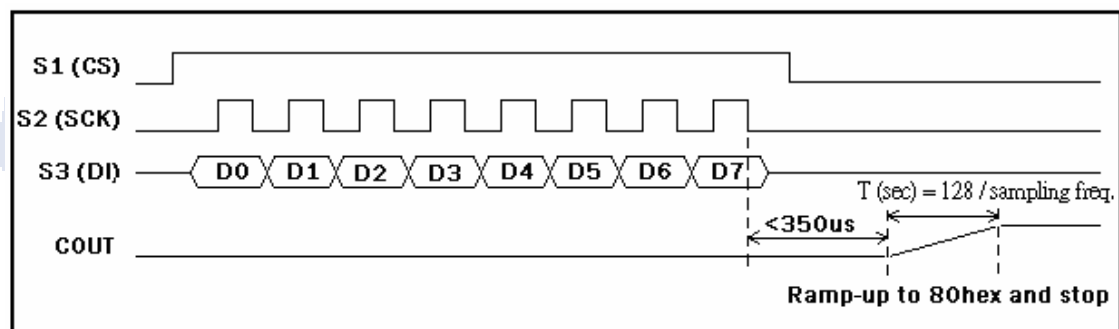 S1 (CS)
S2 (SCK)
S3 (DI)
D0 D1 D2 D3 D4 D5 D6 D7
T (sec) = 128 / sampling freq.
<350us
COUT
Ramp-up to 80hex and stop